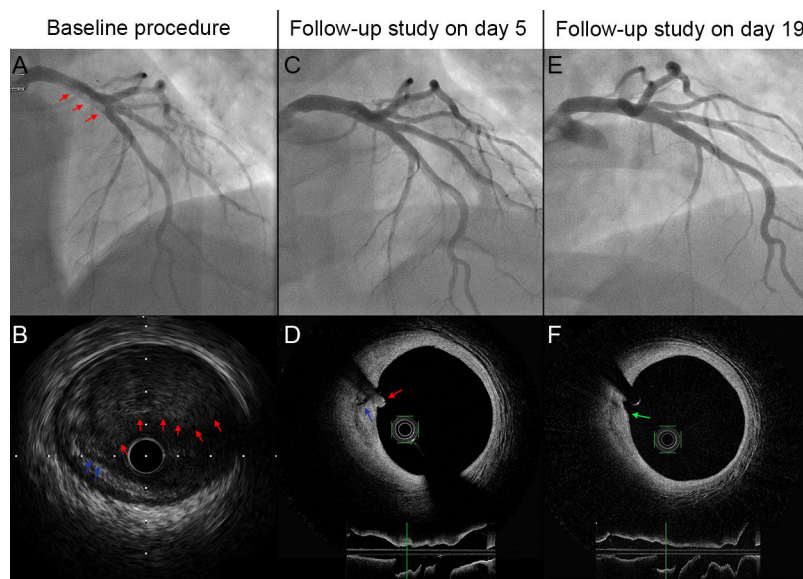 Baseline procedure
Follow-up study on day 5
Follow-up study on day 19
A
C
E
B
D
F